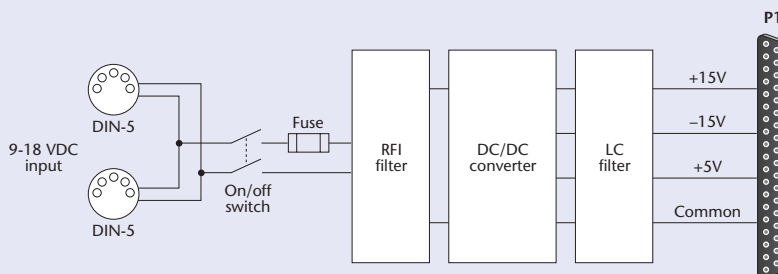 P1
DIN-5
9-18 VDC
input
DIN-5
On/off
switch
Fuse
RFI
filter
DC/DC
converter
LC
filter
+15V
–15V
+5V
Common